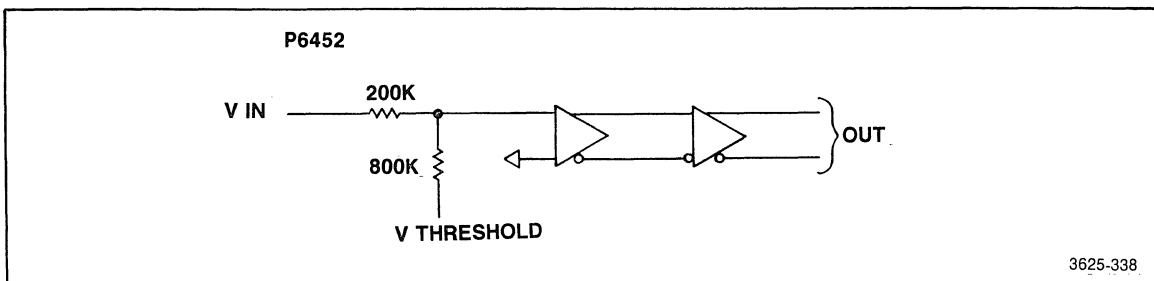 P6452
200K
V IN
OUT
800K
V THRESHOLD
3625-338